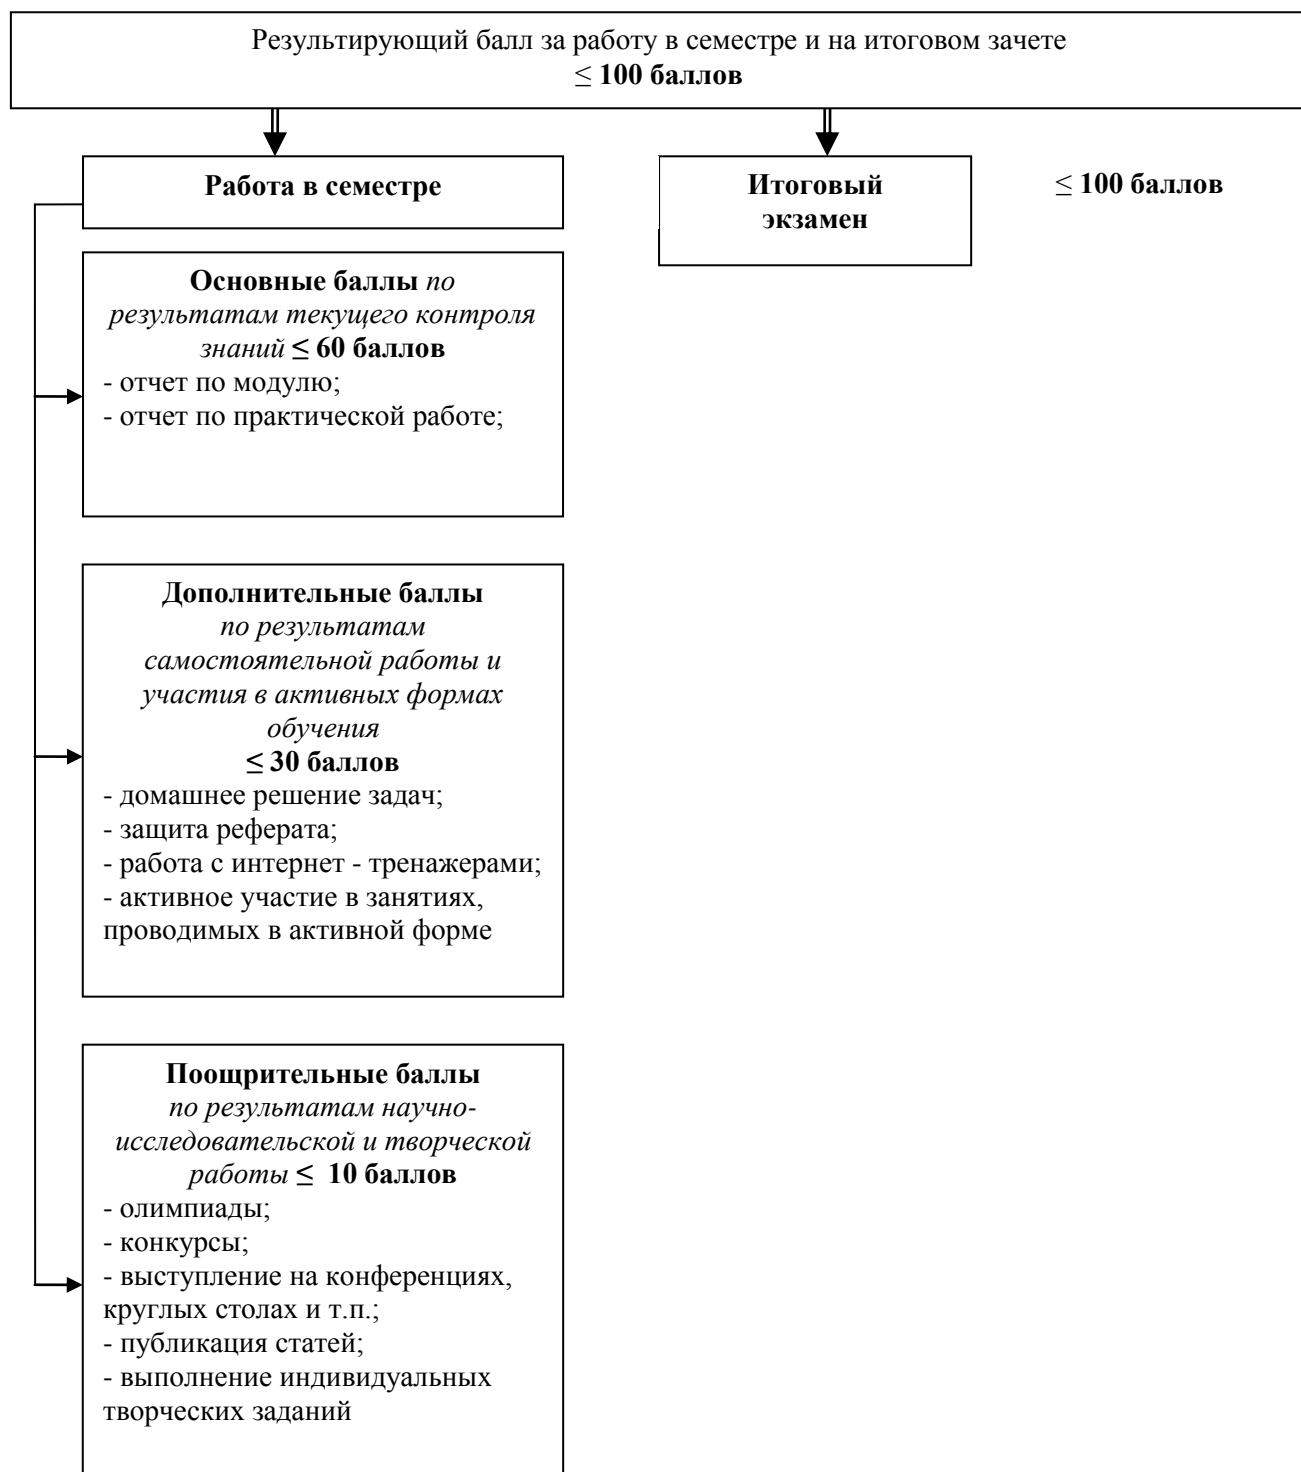 Результирующий балл за работу в семестре и на итоговом зачете
≤ 100 баллов
Работа в семестре
Итоговый
экзамен
≤ 100 баллов
Основные баллы по
результатам текущего контроля
знаний ≤ 60 баллов
- отчет по модулю;
- отчет по практической работе;
Дополнительные баллы
по результатам
самостоятельной работы и
участия в активных формах
обучения
≤ 30 баллов
- домашнее решение задач;
- защита реферата;
- работа с интернет - тренажерами;
- активное участие в занятиях,
проводимых в активной форме
Поощрительные баллы
по результатам научно-
исследовательской и творческой
работы ≤ 10 баллов
- олимпиады;
- конкурсы;
- выступление на конференциях,
круглых столах и т.п.;
- публикация статей;
- выполнение индивидуальных
творческих заданий